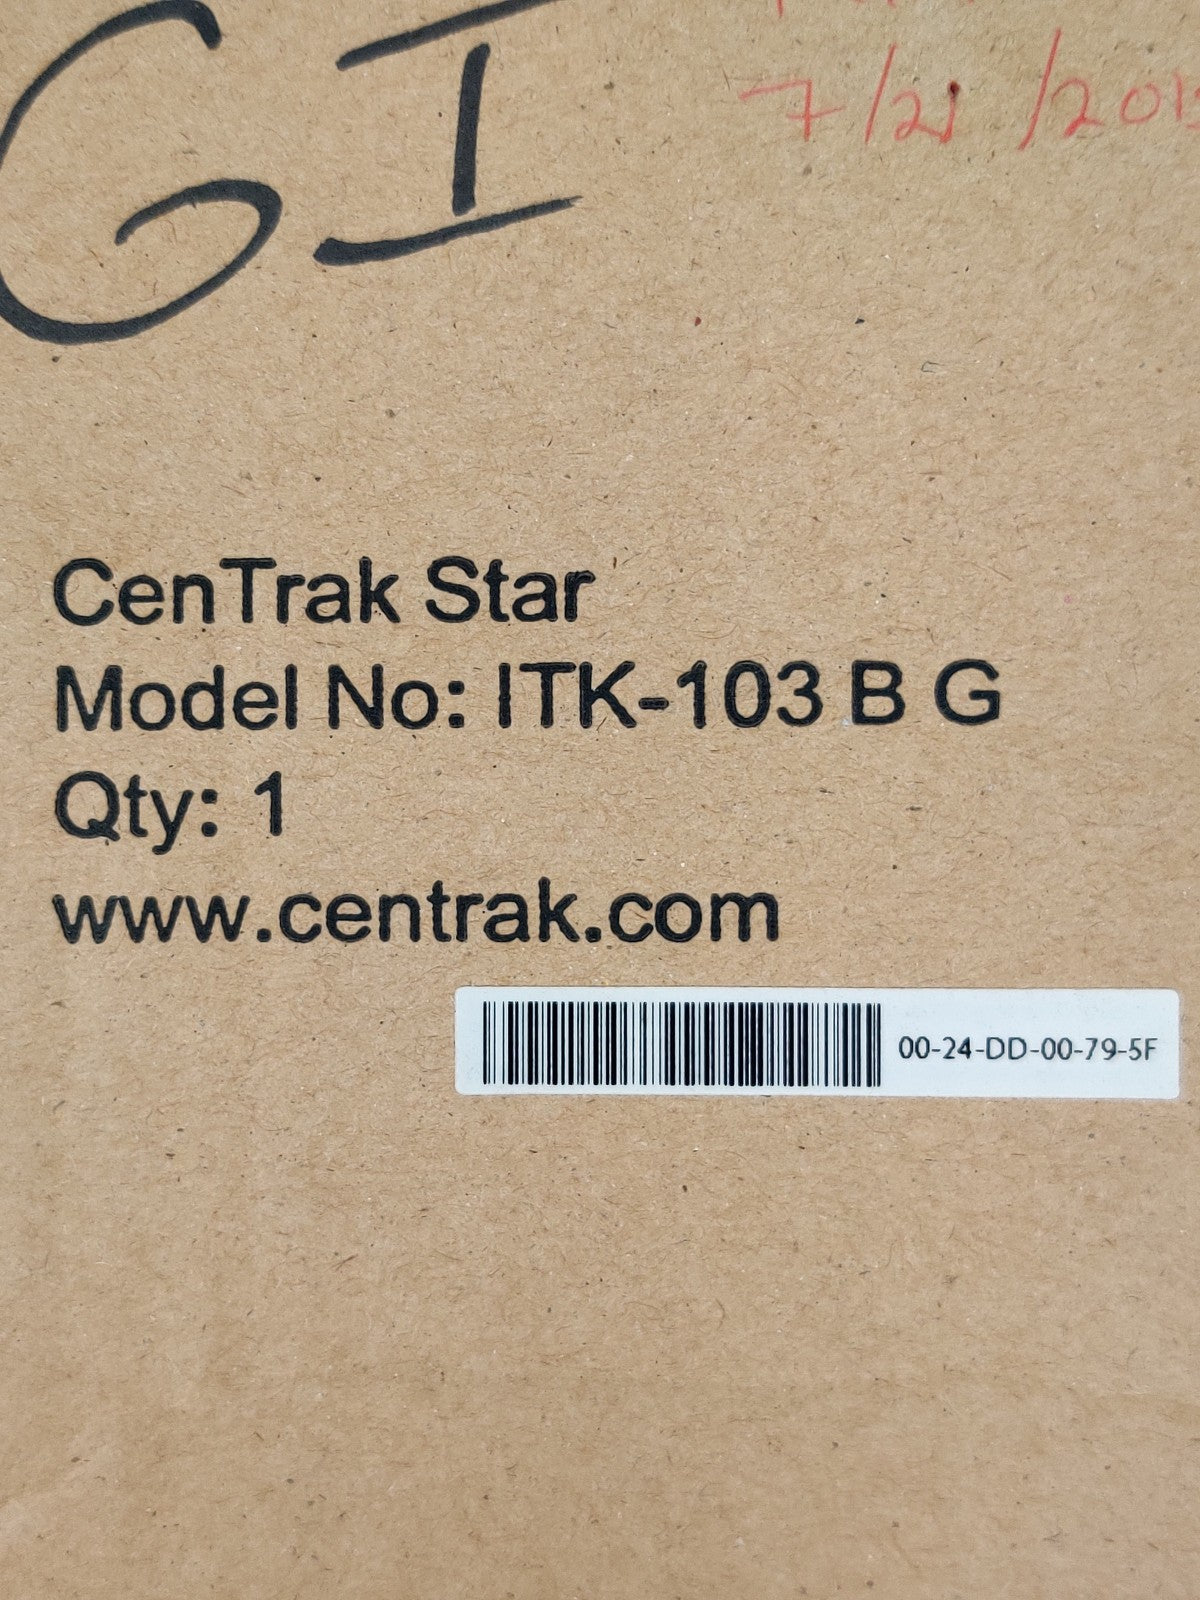 GI
7/21/201
CenTrak Star
Model No: ITK-103 B G
Qty: 1
www.centrak.com
00-24-DD-00-79-5F